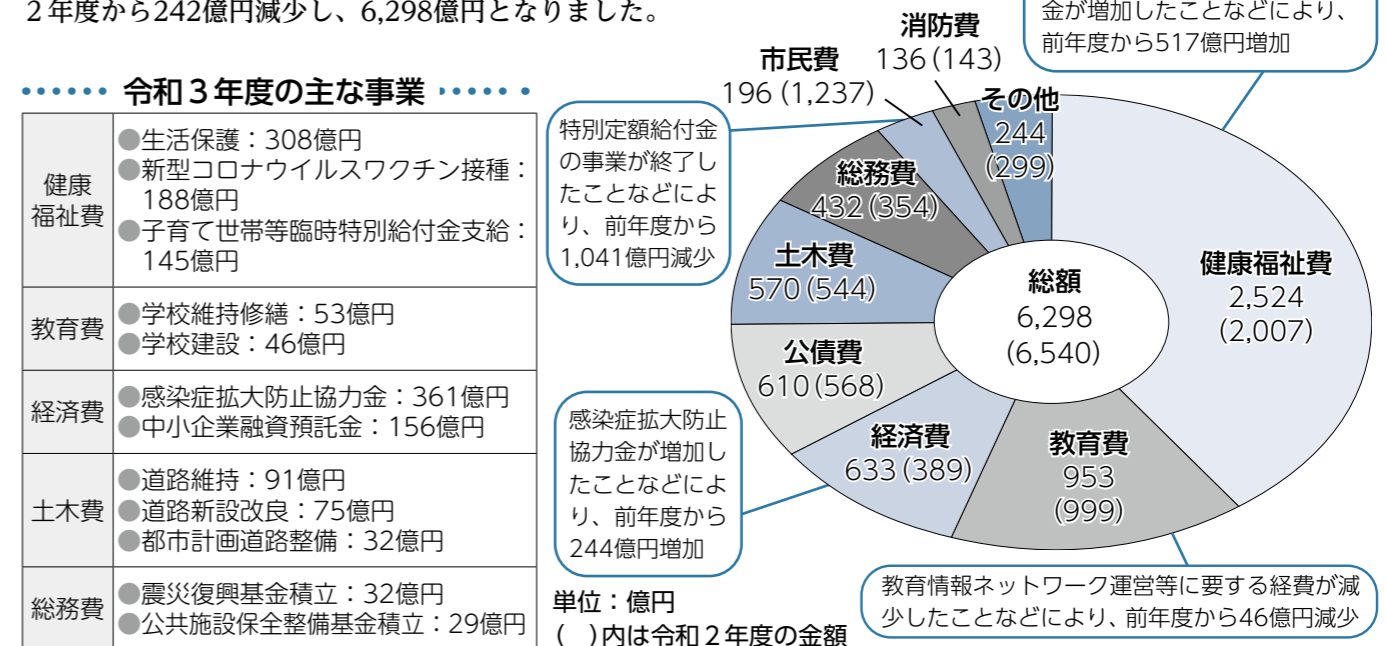 2年度から242億円減少し、6,298億円となりました。
令和3年度の主な事業
健康
福祉費
●生活保護：308億円
●新型コロナウイルスワクチン接種：
188億円
●子育て世帯等臨時特別給付金支給：
145億円
教育費
●学校維持修繕：53億円
●学校建設：46億円
経済費
●感染症拡大防止協力金：361億円
●中小企業融資預託金：156億円
土木費
●道路維持：91億円
●道路新設改良：75億円
●都市計画道路整備：32億円
総務費
●震災復興基金積立：32億円
●公共施設保全整備基金積立：29億円
金が増加したことなどにより、
前年度から517億円増加
消防費
136(143)
市民費
196(1,237)
その他
244
(299)
特別定額給付金
の事業が終了し
たことなどによ
り、前年度から
1,041億円減少
総務費
432(354)
土木費
570(544)
公債費
610(568)
総額
6,298
(6,540)
健康福祉費
2,524
(2,007)
経済費
633(389)
教育費
953
(999)
感染症拡大防止
協力金が増加し
たことなどによ
り、前年度から
244億円増加
教育情報ネットワーク運営等に要する経費が減
少したことなどにより、前年度から46億円減少
単位：億円
(　)内は令和2年度の金額